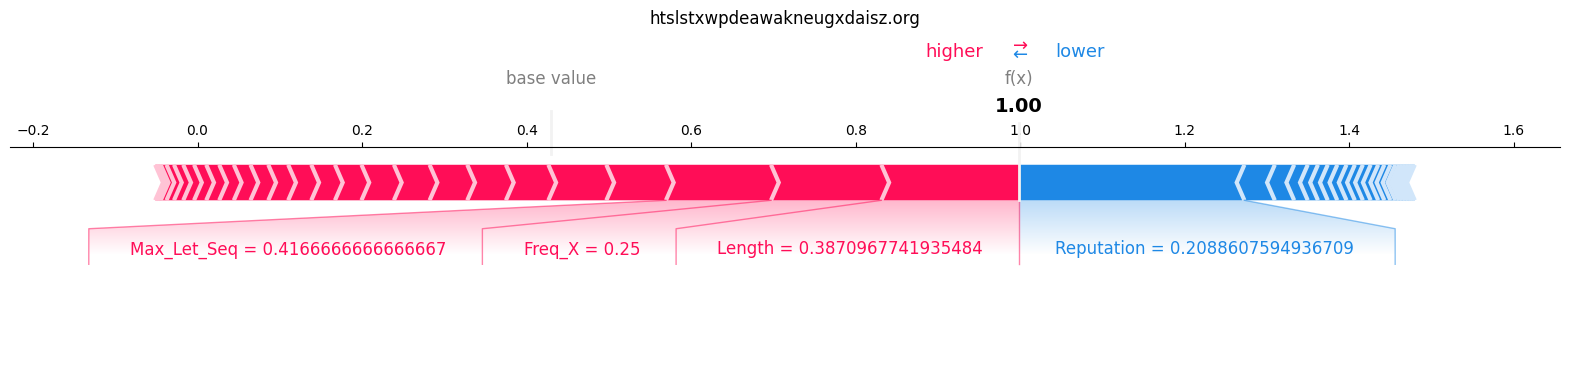 htslstxwpdeawakneugxdaisz.org
higher ⇄ lower
base value f(x)
1.00
−0.2 0.0 0.2 0.4 0.6 0.8 1.0 1.2 1.4 1.6
Max_Let_Seq = 0.4166666666666667 Freq_X = 0.25 Length = 0.3870967741935484 Reputation = 0.2088607594936709